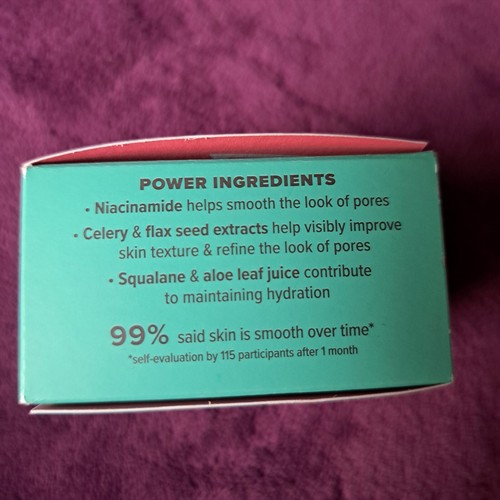 POWER INGREDIENTS
• Niacinamide helps smooth the look of pores
• Celery & flax seed extracts help visibly improve
skin texture & refine the look of pores
• Squalane & aloe leaf juice contribute
to maintaining hydration
99% said skin is smooth over time*
*self-evaluation by 115 participants after 1 month